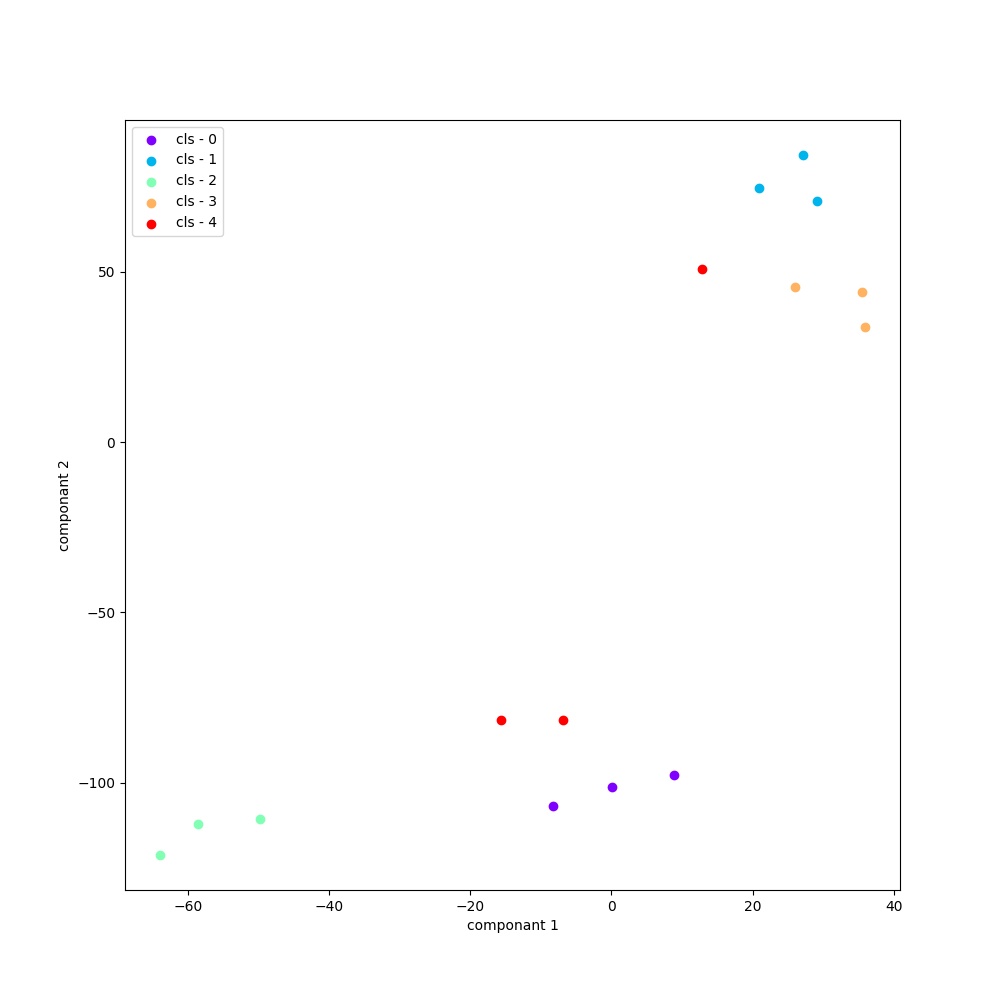 cls - 0
cls - 1
cls - 2
cls - 3
cls - 4
50
0
−50
−100
componant 2
−60
−40
−20
0
20
40
componant 1